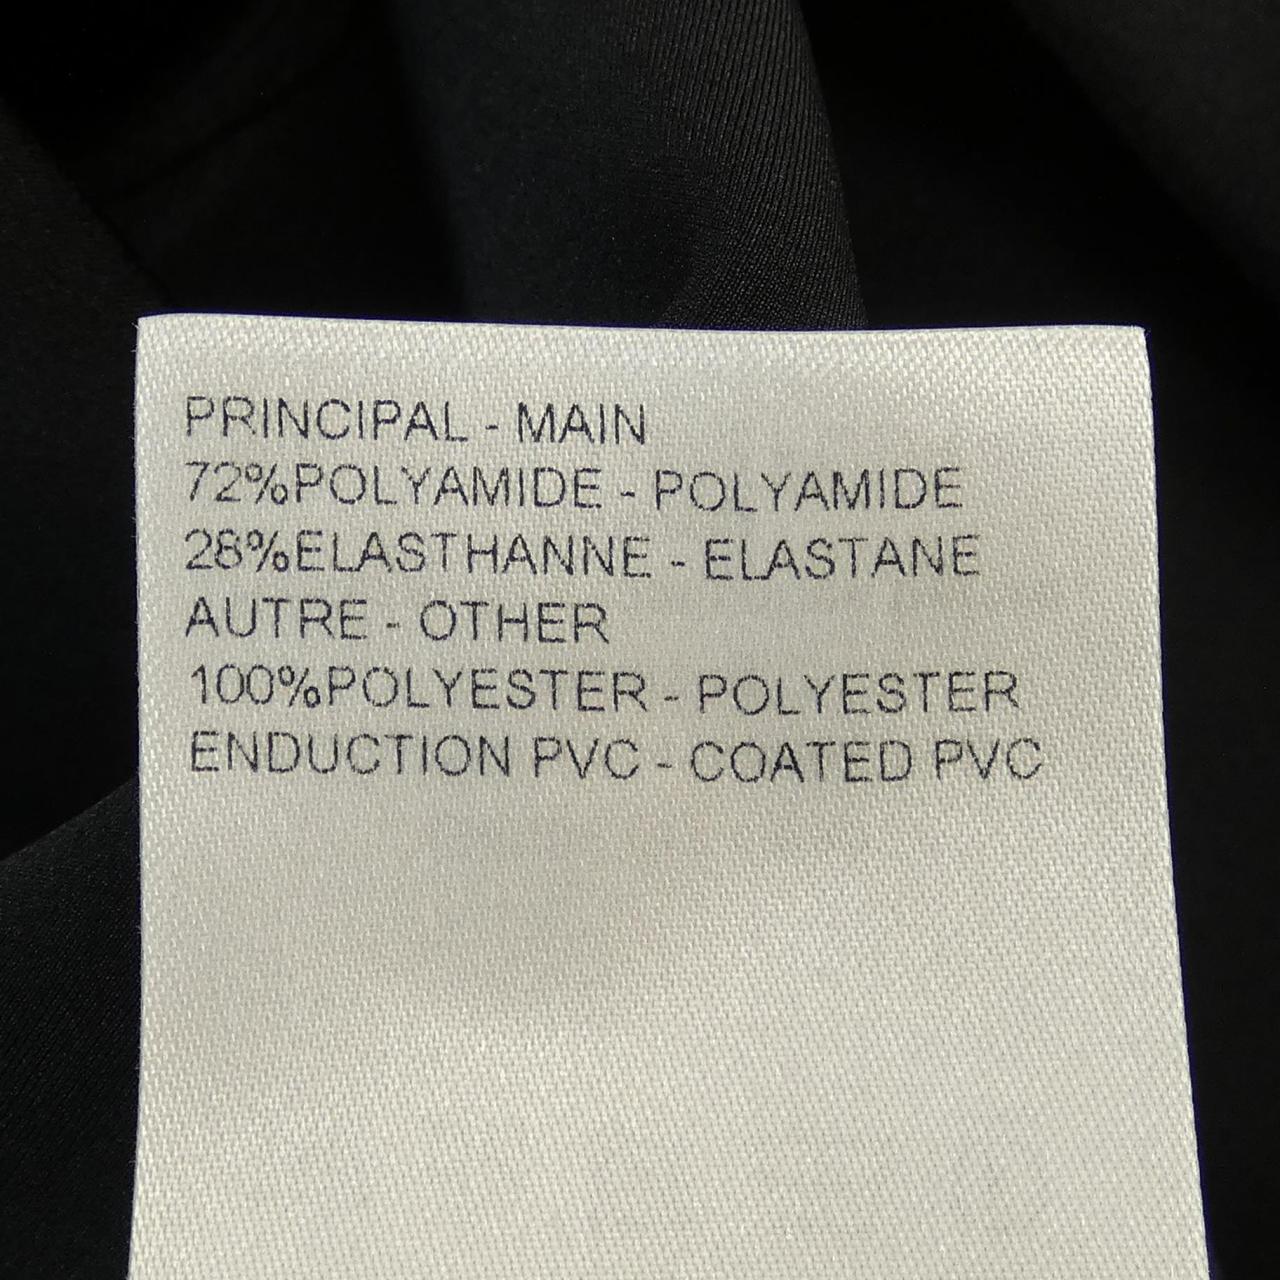 PRINCIPAL - MAIN
72%POLYAMIDE - POLYAMIDE
28%ELASTHANNE - ELASTANE
AUTRE - OTHER
100%POLYESTER - POLYESTER
ENDUCTION PVC - COATED PVC